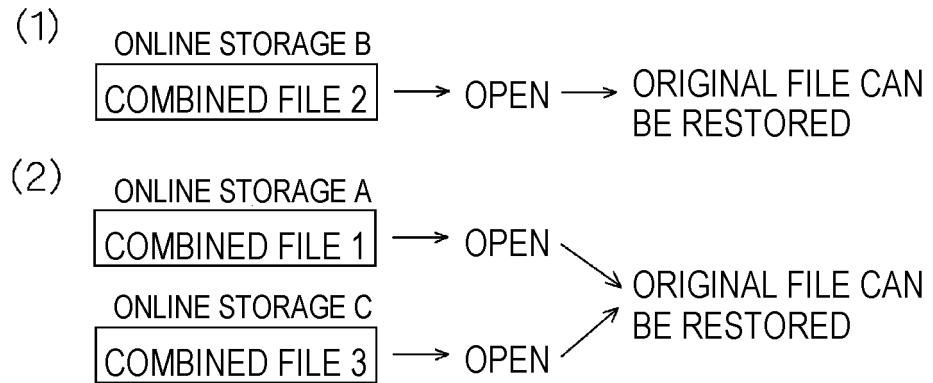 (1)
ONLINE STORAGE B
COMBINED FILE 2
OPEN
ORIGINAL FILE CAN
BE RESTORED
(2)
ONLINE STORAGE A
COMBINED FILE 1
OPEN
ONLINE STORAGE C
COMBINED FILE 3
OPEN
ORIGINAL FILE CAN
BE RESTORED